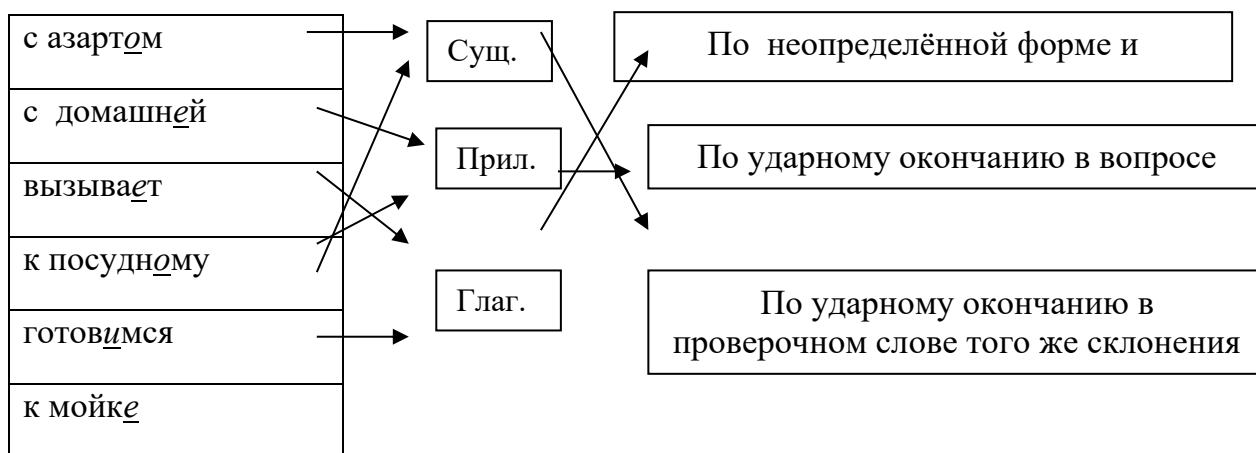 с азартом
с домашней
вызывает
к посудному
готовимся
к мойке
Сущ.
Прил.
Глаг.
По неопределённой форме и
По ударному окончанию в вопросе
По ударному окончанию в
проверочном слове того же склонения